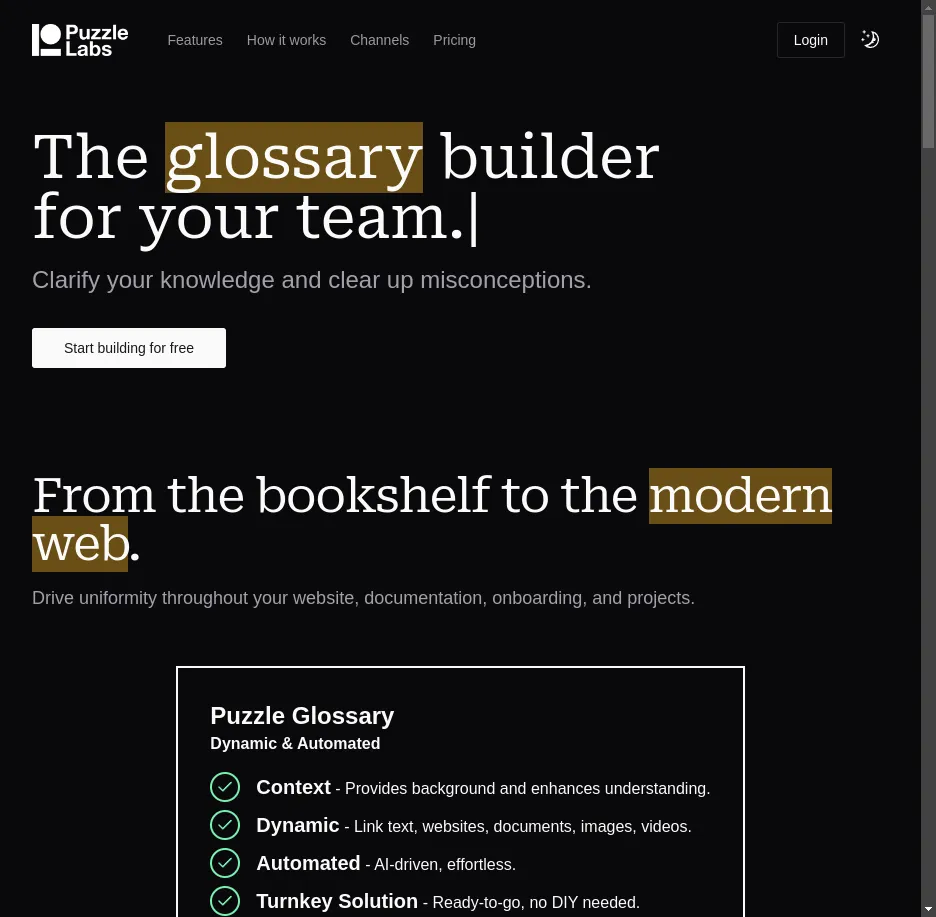 Puzzle
Labs
Features
How it works
Channels
Pricing
Login
The glossary builder
for your team.|
Clarify your knowledge and clear up misconceptions.
Start building for free
From the bookshelf to the modern
web.
Drive uniformity throughout your website, documentation, onboarding, and projects.
Puzzle Glossary
Dynamic & Automated
Context - Provides background and enhances understanding.
Dynamic - Link text, websites, documents, images, videos.
Automated - AI-driven, effortless.
Turnkey Solution - Ready-to-go, no DIY needed.